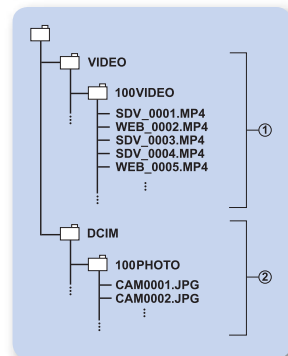 VIDEO
100VIDEO
SDV_0001.MP4
WEB_0002.MP4
SDV_0003.MP4
SDV_0004.MP4
WEB_0005.MP4
①
DCIM
100PHOTO
②
CAM0001.JPG
CAM0002.JPG